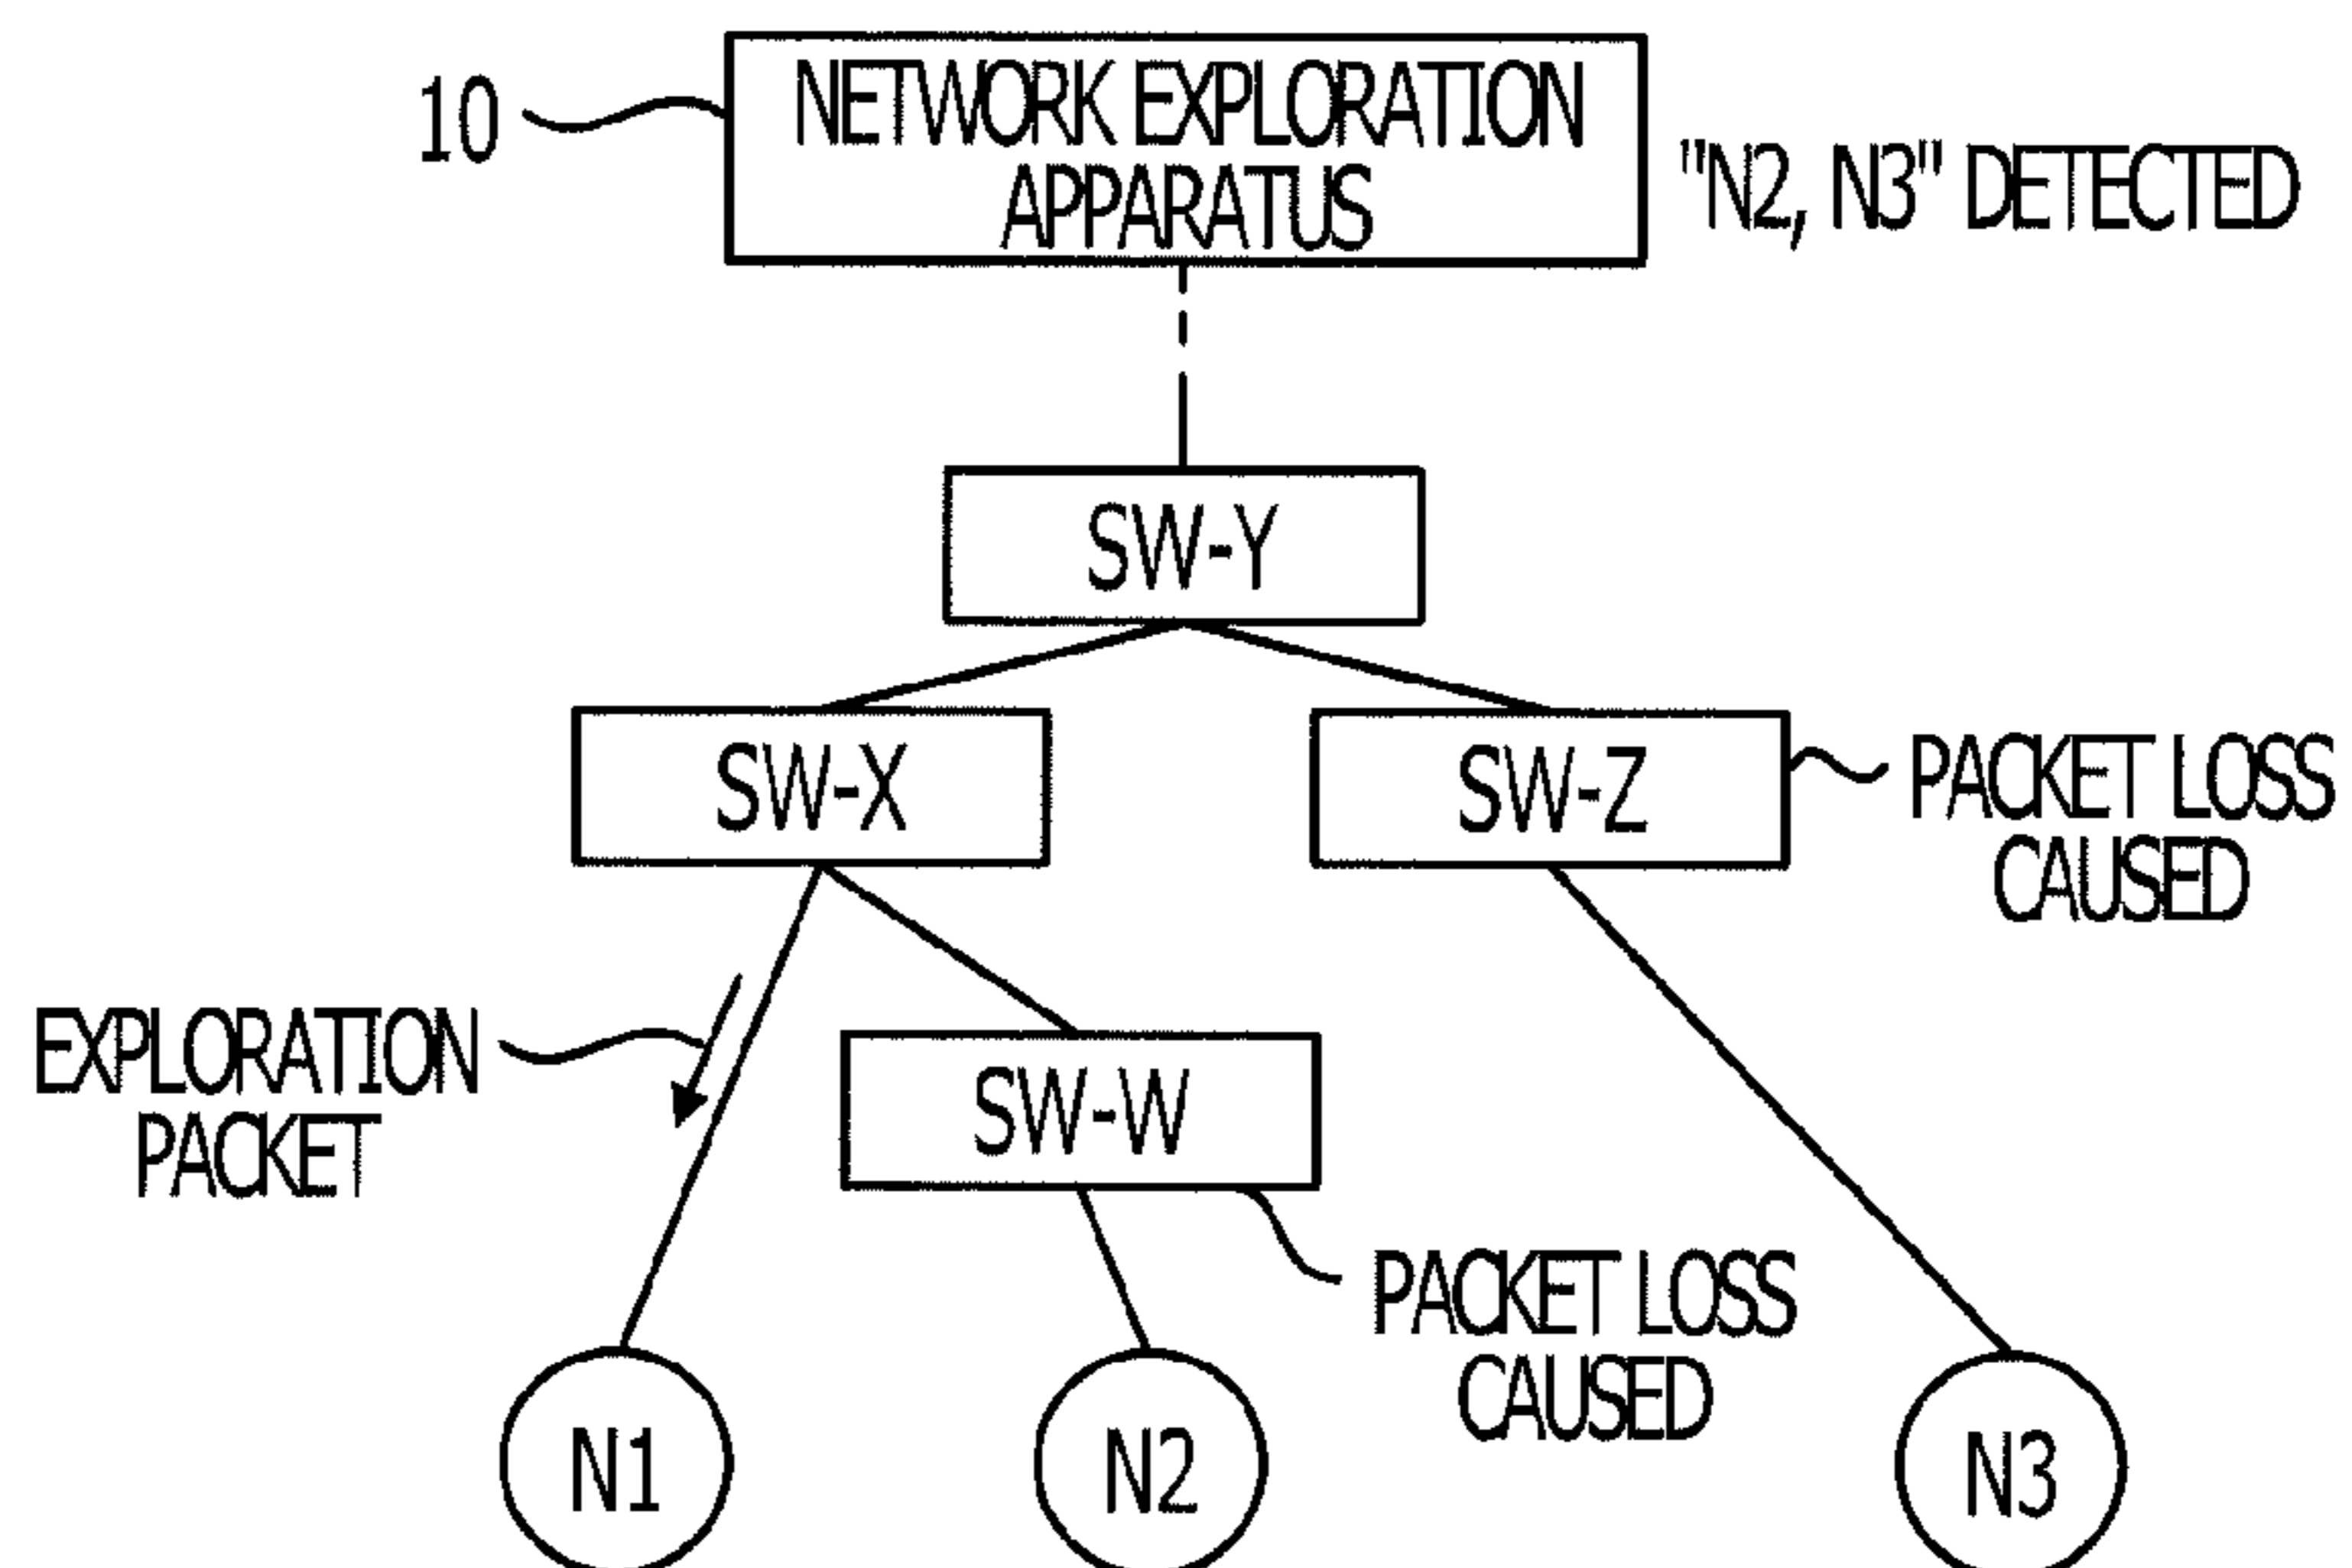 10
NETWORK EXPLORATION
APPARATUS
"N2, N3" DETECTED
SW-Y
SW-X
SW-Z
PACKET LOSS
CAUSED
EXPLORATION
PACKET
SW-W
PACKET LOSS
CAUSED
N1
N2
N3